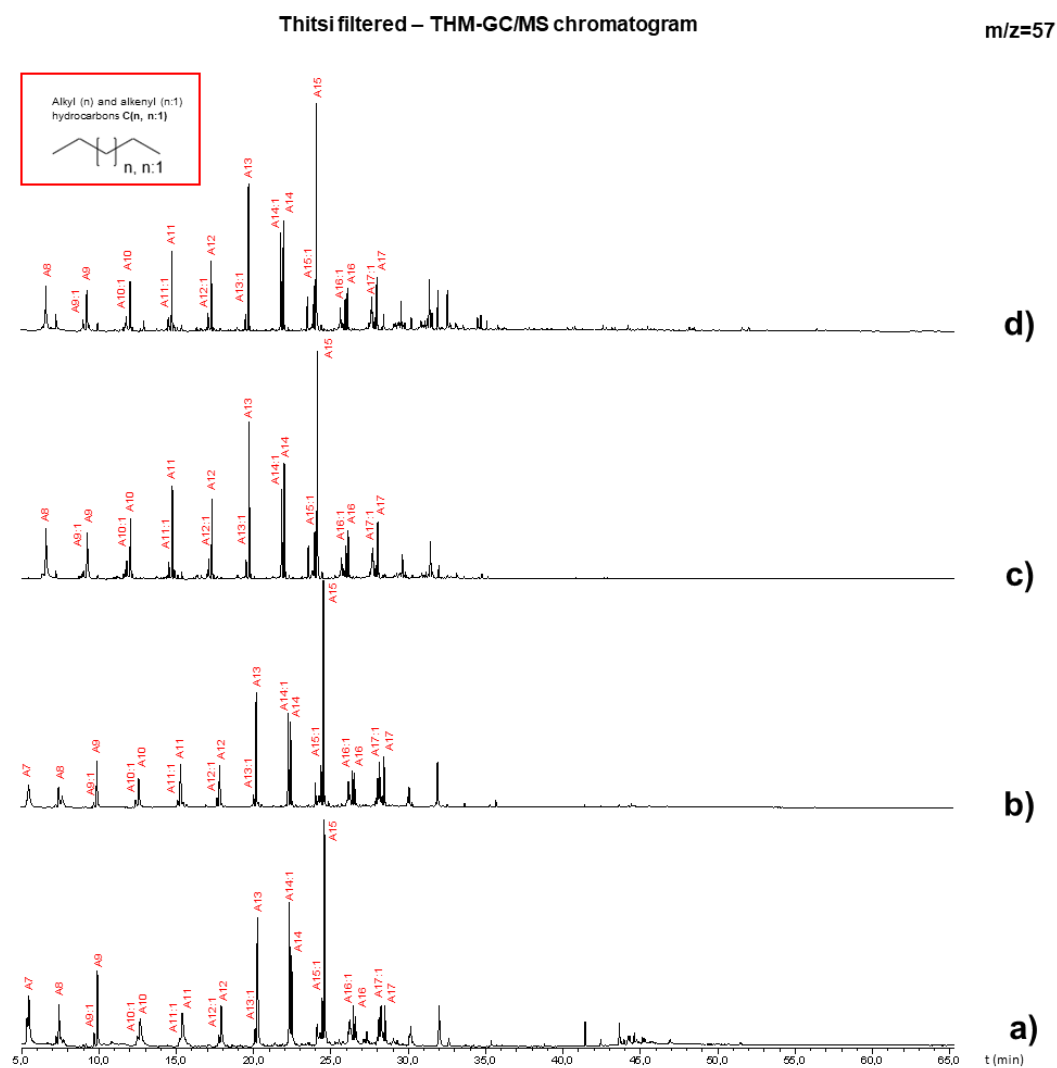 Thitsi filtered – THM-GC/MS chromatogram
m/z=57
Alkyl (n) and alkenyl (n:1)
hydrocarbons C(n, n:1)
n, n:1
A8
A9:1
A9
A10:1
A10
A11:1
A11
A12:1
A12
A13:1
A13
A14:1
A14
A15:1
A15
A16:1
A16
A17:1
A17
d)
A8
A9:1
A9
A10:1
A10
A11:1
A11
A12:1
A12
A13:1
A13
A14:1
A14
A15:1
A15
A16:1
A16
A17:1
A17
c)
A7
A8
A9:1
A9
A10:1
A10
A11:1
A11
A12:1
A12
A13:1
A13
A14:1
A14
A15:1
A15
A16:1
A16
A17:1
A17
b)
A7
A8
A9:1
A9
A10:1
A10
A11:1
A11
A12:1
A12
A13:1
A13
A14:1
A14
A15:1
A15
A16:1
A16
A17:1
A17
a)
5,0 10,0 15,0 20,0 25,0 30,0 35,0 40,0 45,0 50,0 55,0 60,0 65,0
t (min)